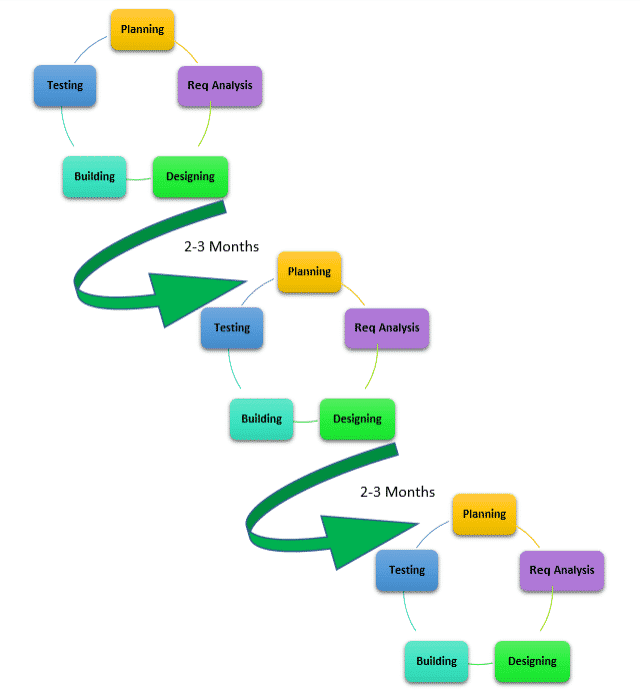 Planning
Testing
Req Analysis
Building
Designing
2-3 Months
Planning
Testing
Req Analysis
Building
Designing
2-3 Months
Planning
Testing
Req Analysis
Building
Designing